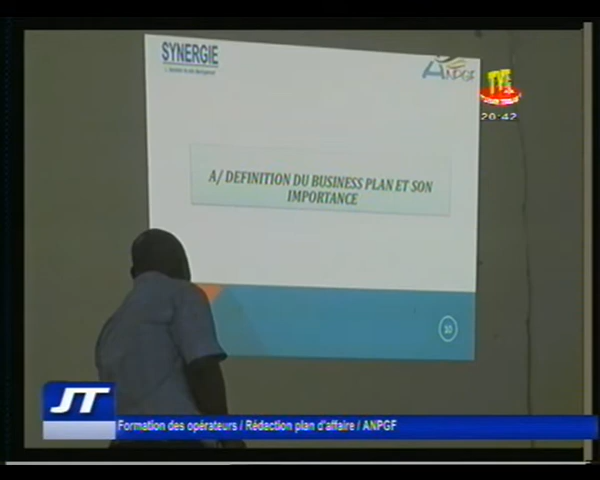 SYNERGIE
ANPGF
TVT
20:42
A/ DEFINITION DU BUSINESS PLAN ET SON
IMPORTANCE
10
JT
Formation des opérateurs / Rédaction plan d'affaire / ANPGF